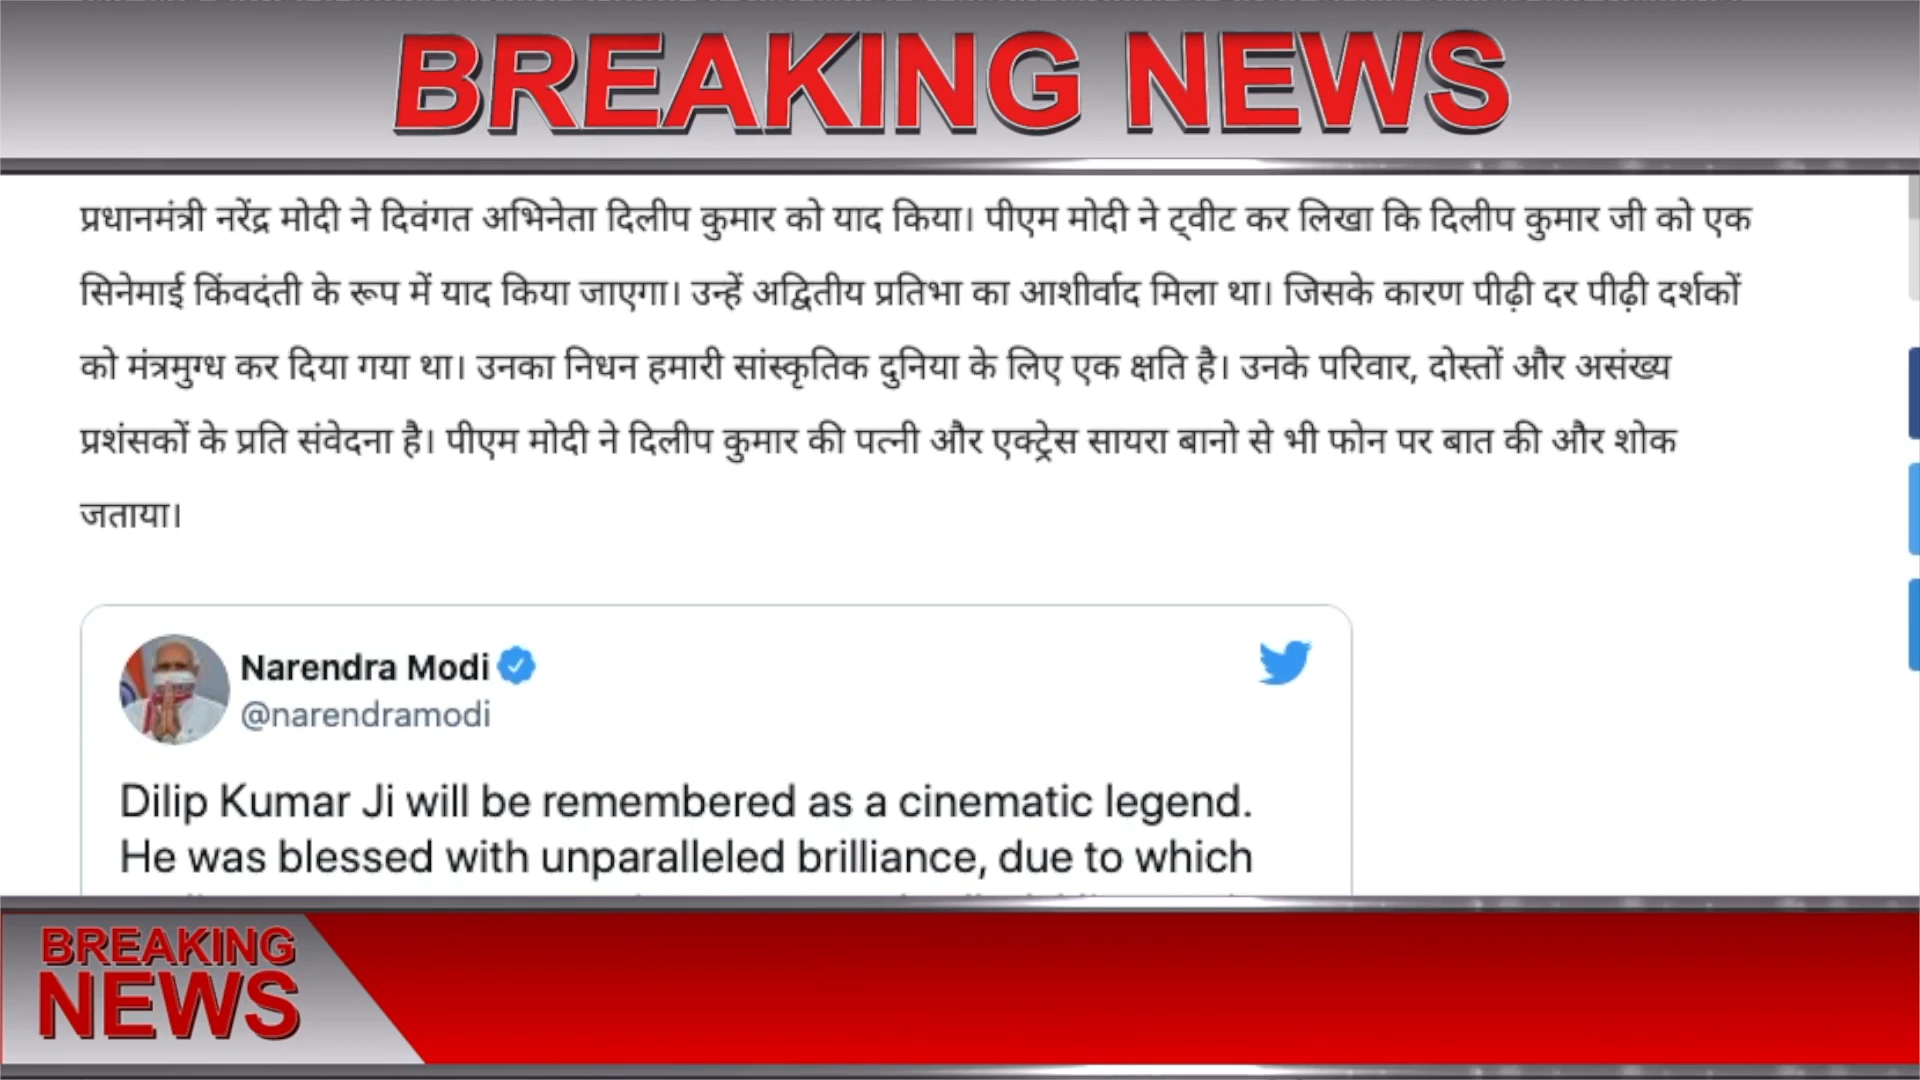 BREAKING NEWS
प्रधानमंत्री नरेंद्र मोदी ने दिवंगत अभिनेता दिलीप कुमार को याद किया। पीएम मोदी ने ट्वीट कर लिखा कि दिलीप कुमार जी को एक
सिनेमाई किंवदंती के रूप में याद किया जाएगा। उन्हें अद्वितीय प्रतिभा का आशीर्वाद मिला था। जिसके कारण पीढ़ी दर पीढ़ी दर्शकों
को मंत्रमुग्ध कर दिया गया था। उनका निधन हमारी सांस्कृतिक दुनिया के लिए एक क्षति है। उनके परिवार, दोस्तों और असंख्य
प्रशंसकों के प्रति संवेदना है। पीएम मोदी ने दिलीप कुमार की पत्नी और एक्ट्रेस सायरा बानो से भी फोन पर बात की और शोक
जताया।
Narendra Modi
@narendramodi
Dilip Kumar Ji will be remembered as a cinematic legend.
He was blessed with unparalleled brilliance, due to which
BREAKING
NEWS